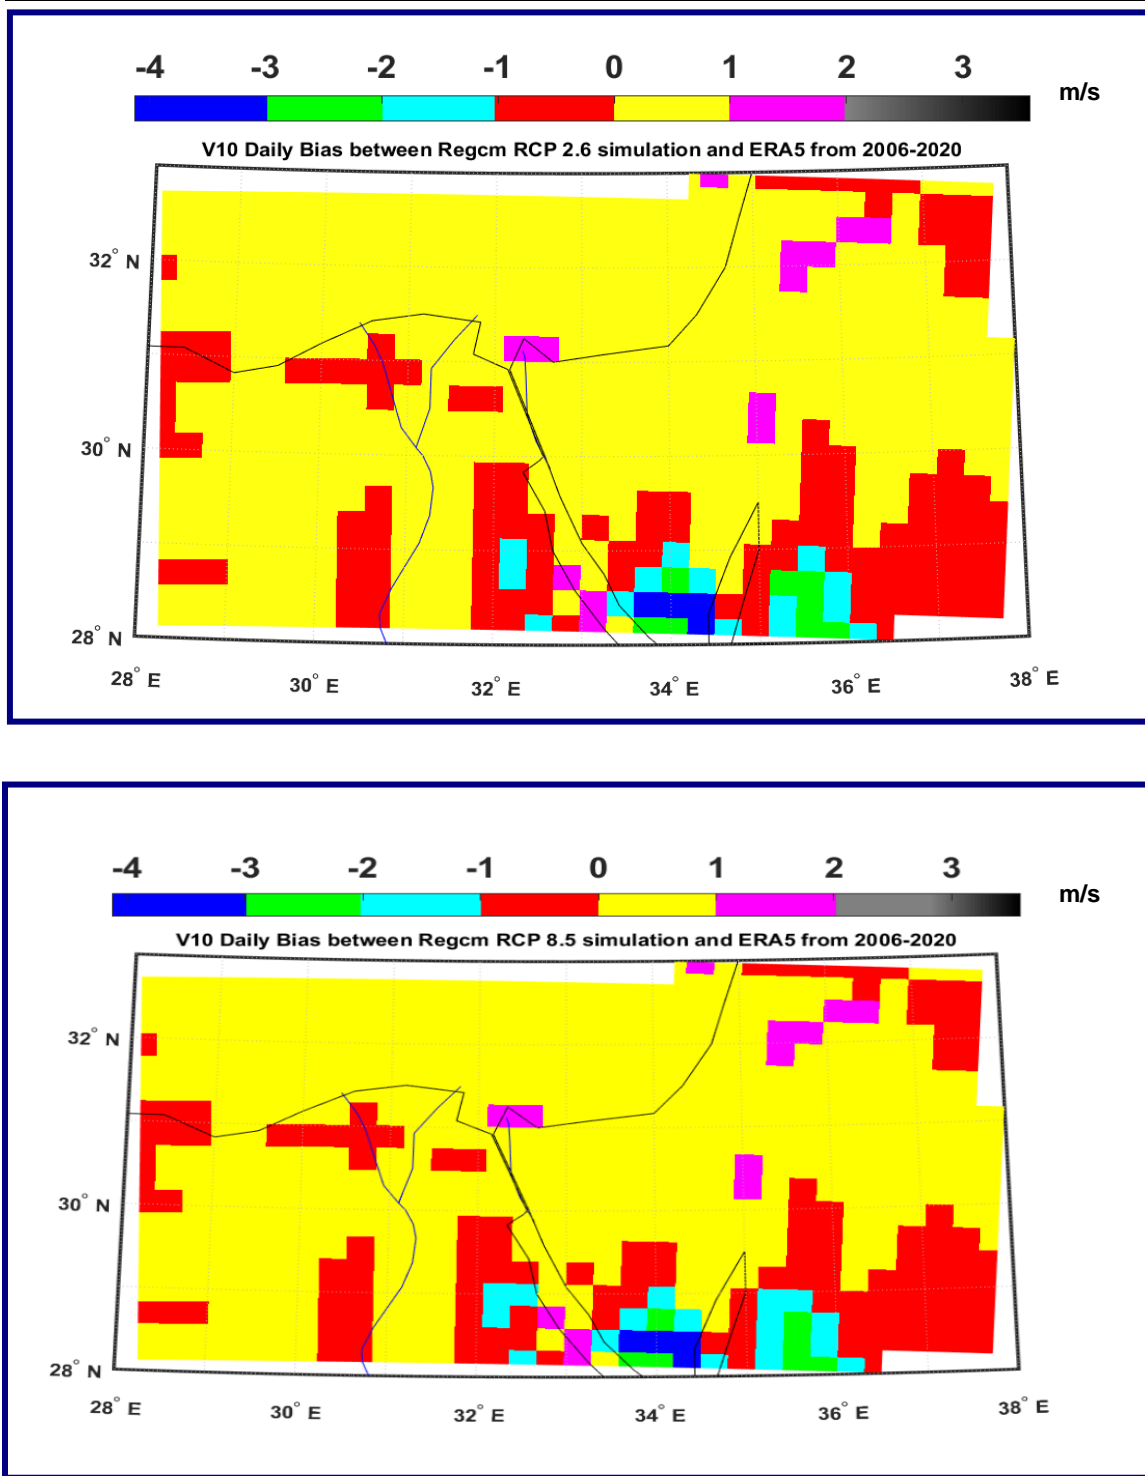 -4 -3 -2 -1 0 1 2 3
m/s
V10 Daily Bias between Regcm RCP 2.6 simulation and ERA5 from 2006-2020
32° N
30° N
28° N
28° E 30° E 32° E 34° E 36° E 38° E
-4 -3 -2 -1 0 1 2 3
m/s
V10 Daily Bias between Regcm RCP 8.5 simulation and ERA5 from 2006-2020
32° N
30° N
28° N
28° E 30° E 32° E 34° E 36° E 38° E